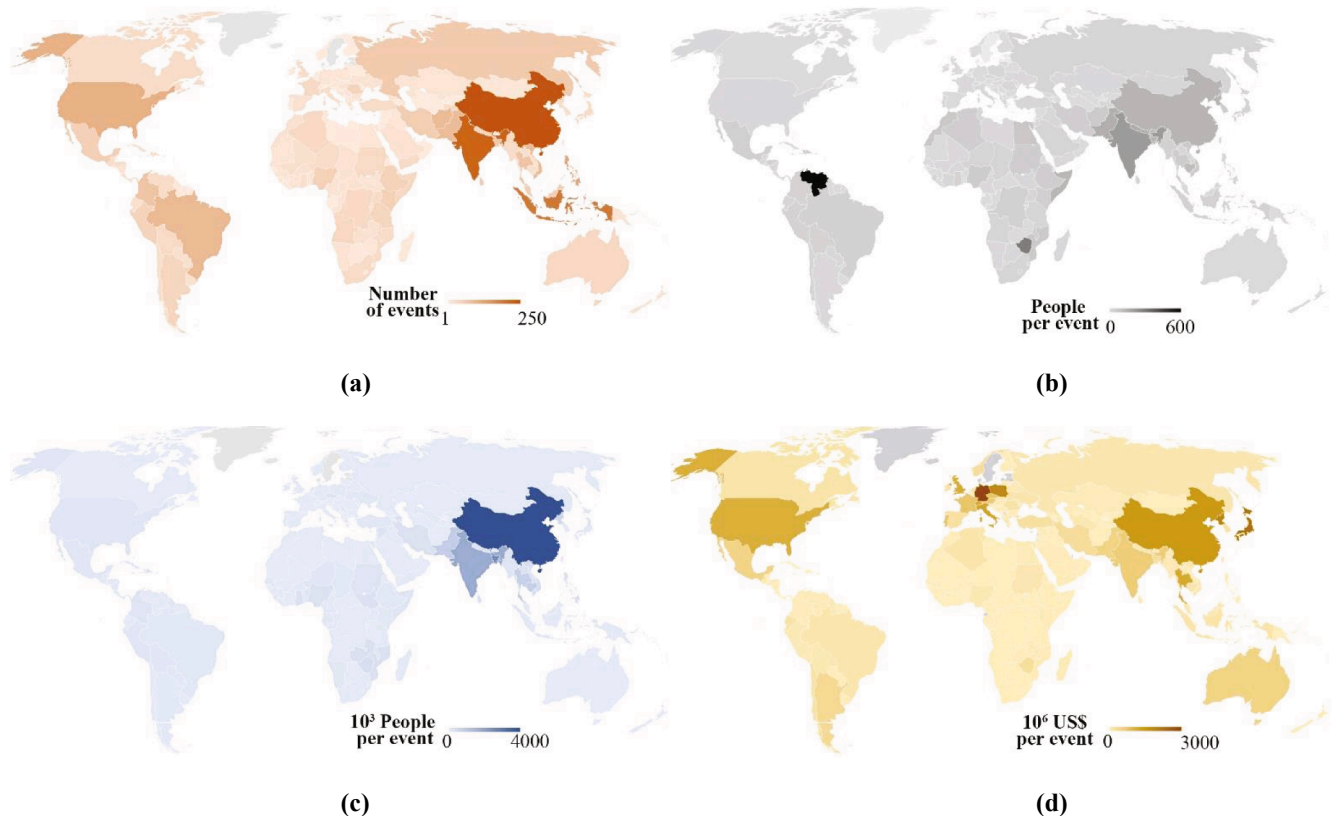 Number
of events
1 250
(a)
People
per event
0 600
(b)
10³ People
per event
0 4000
(c)
10⁶ US$
per event
0 3000
(d)